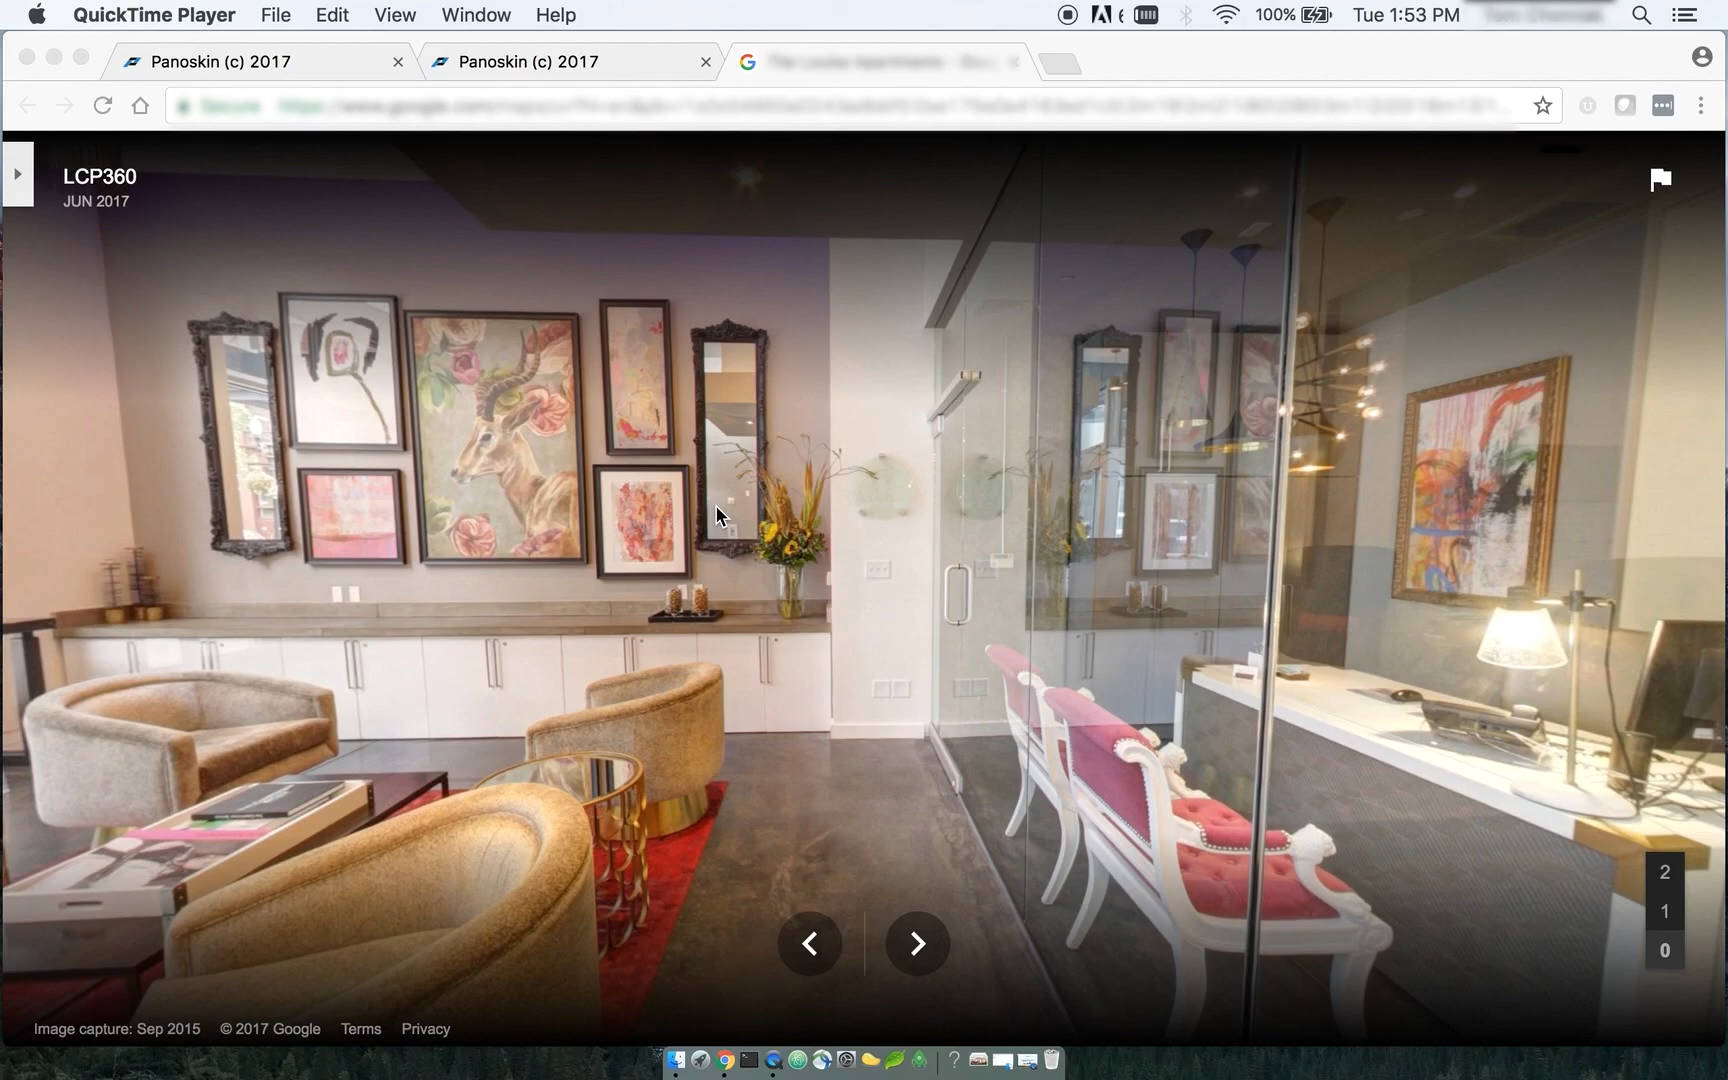 QuickTime Player File Edit View Window Help 100% Tue 1:53 PM
Panoskin (c) 2017 Panoskin (c) 2017
LCP360
JUN 2017
2
1
0
Image capture: Sep 2015 © 2017 Google Terms Privacy